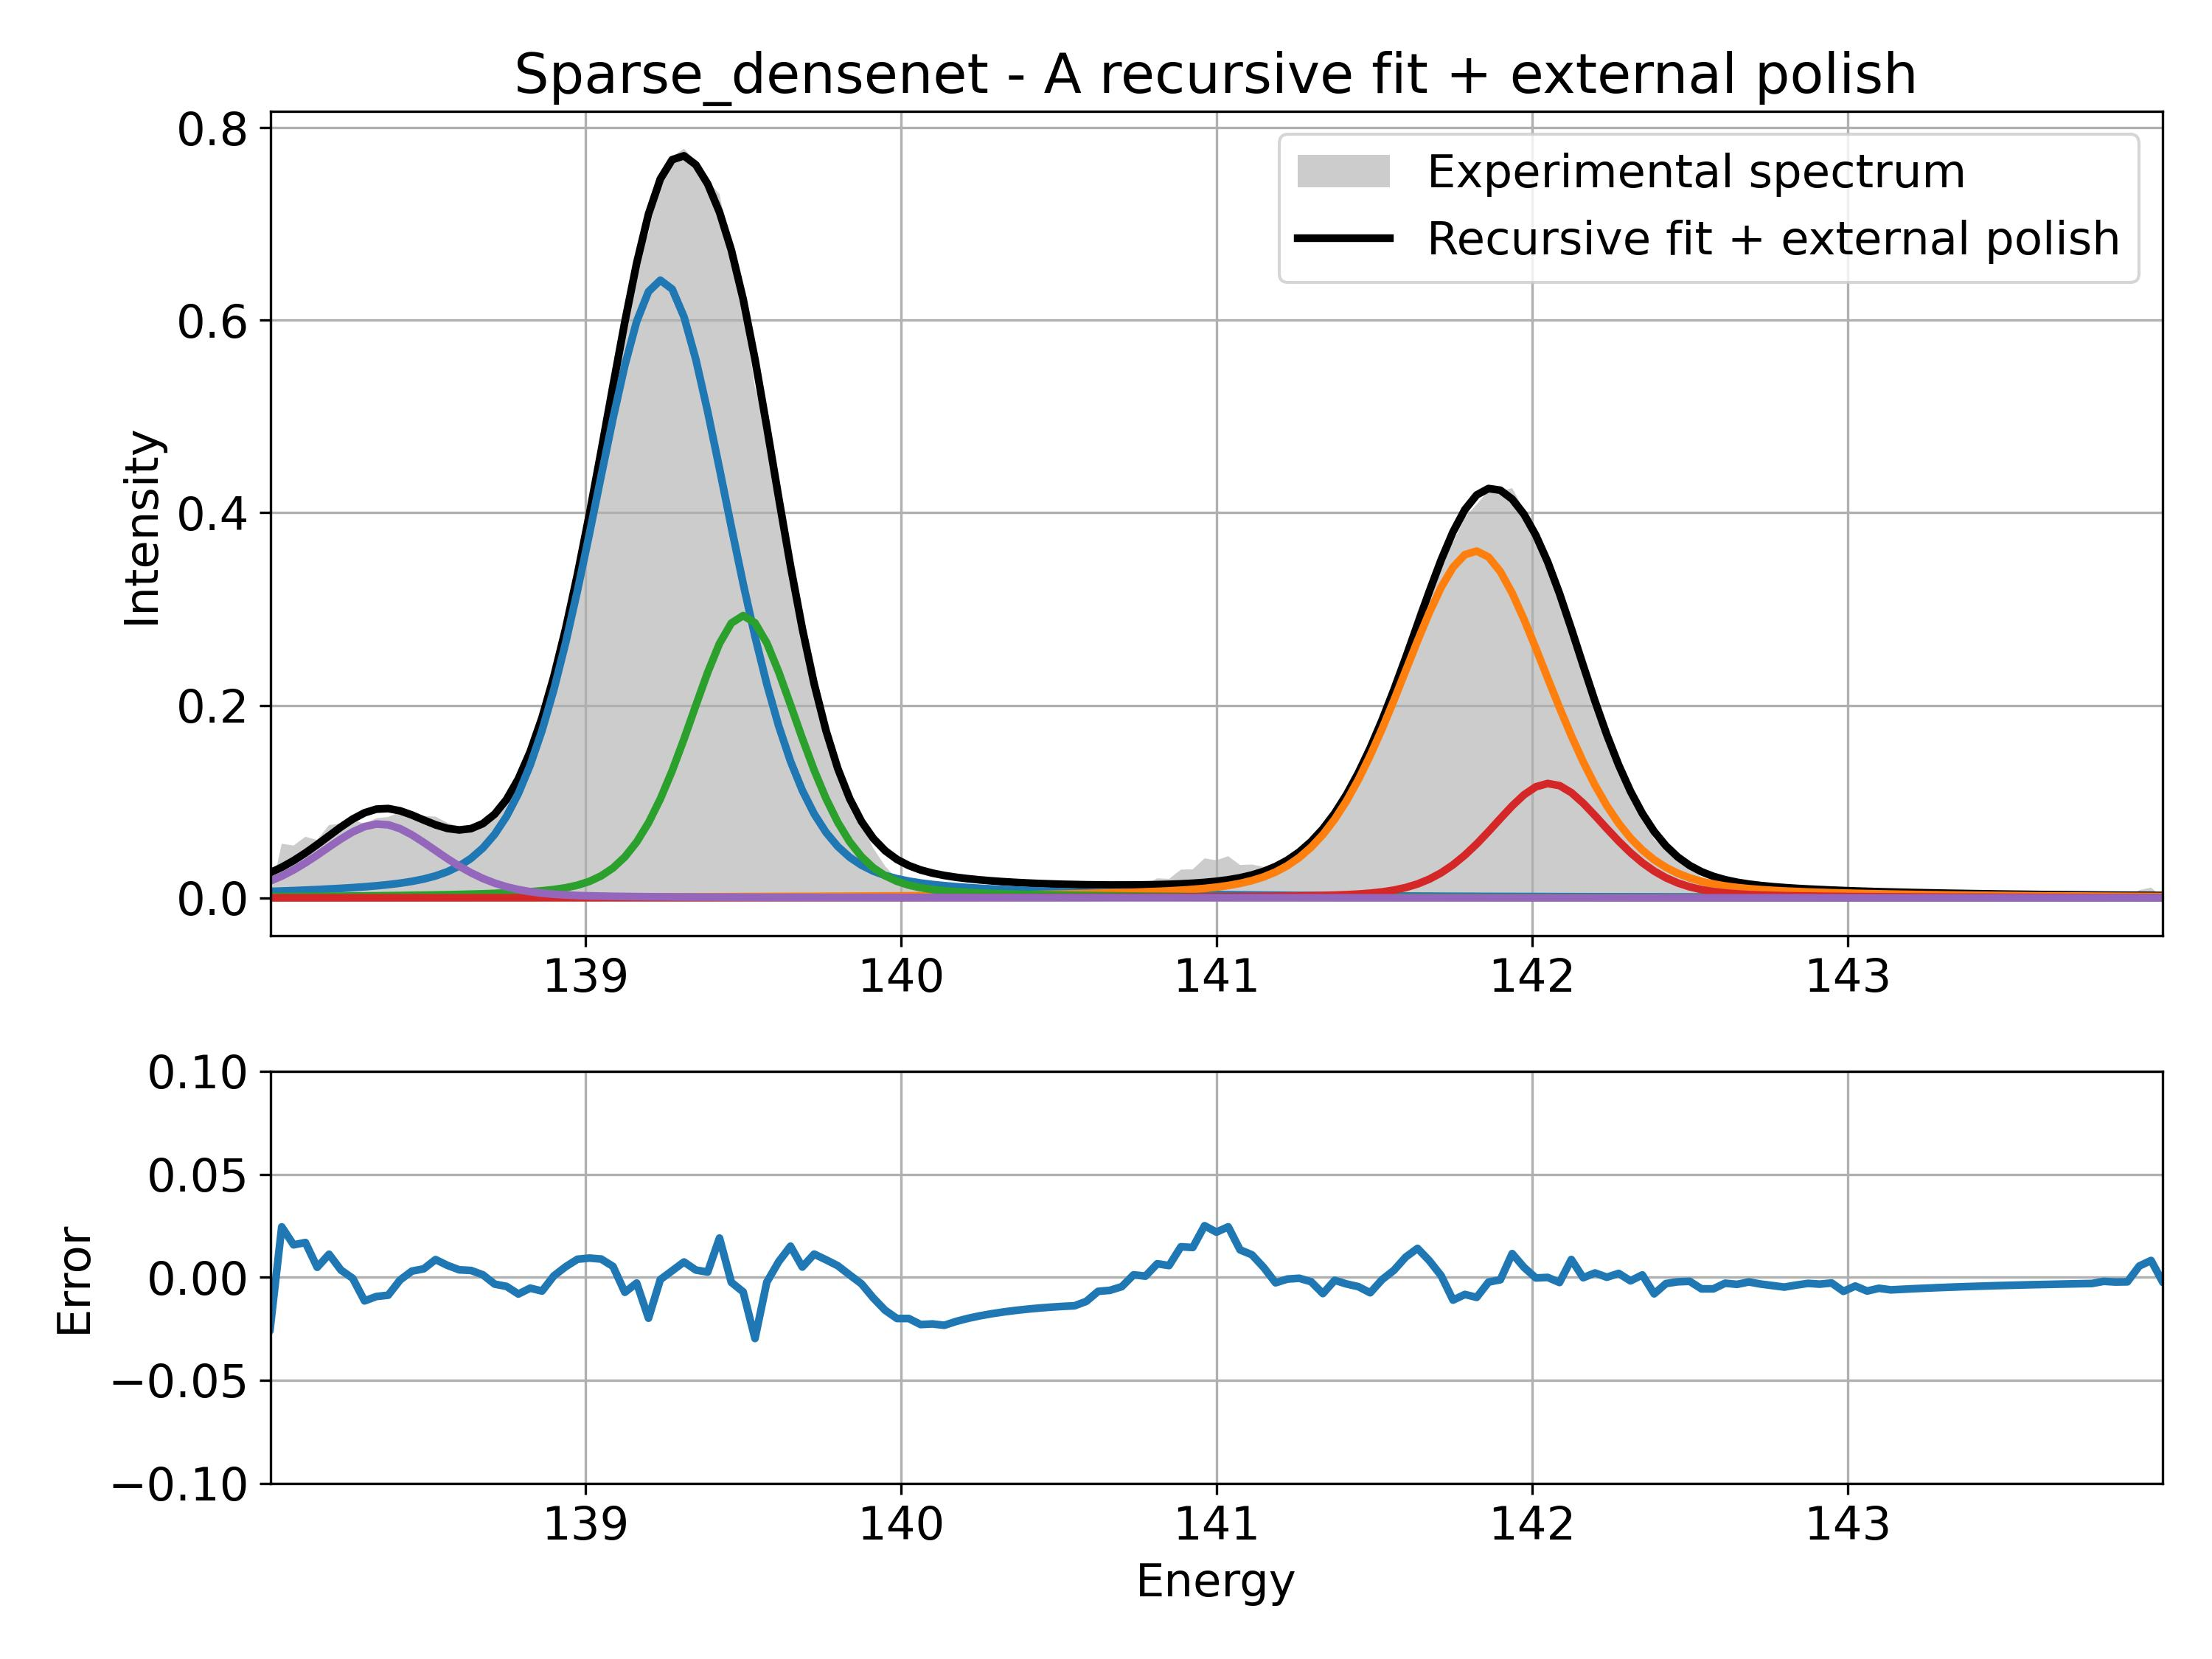 Sparse_densenet - A recursive fit + external polish
0.8
0.6
0.4
0.2
0.0
Intensity
Experimental spectrum
Recursive fit + external polish
139 140 141 142 143
0.10
0.05
0.00
−0.05
−0.10
Error
139 140 141 142 143
Energy